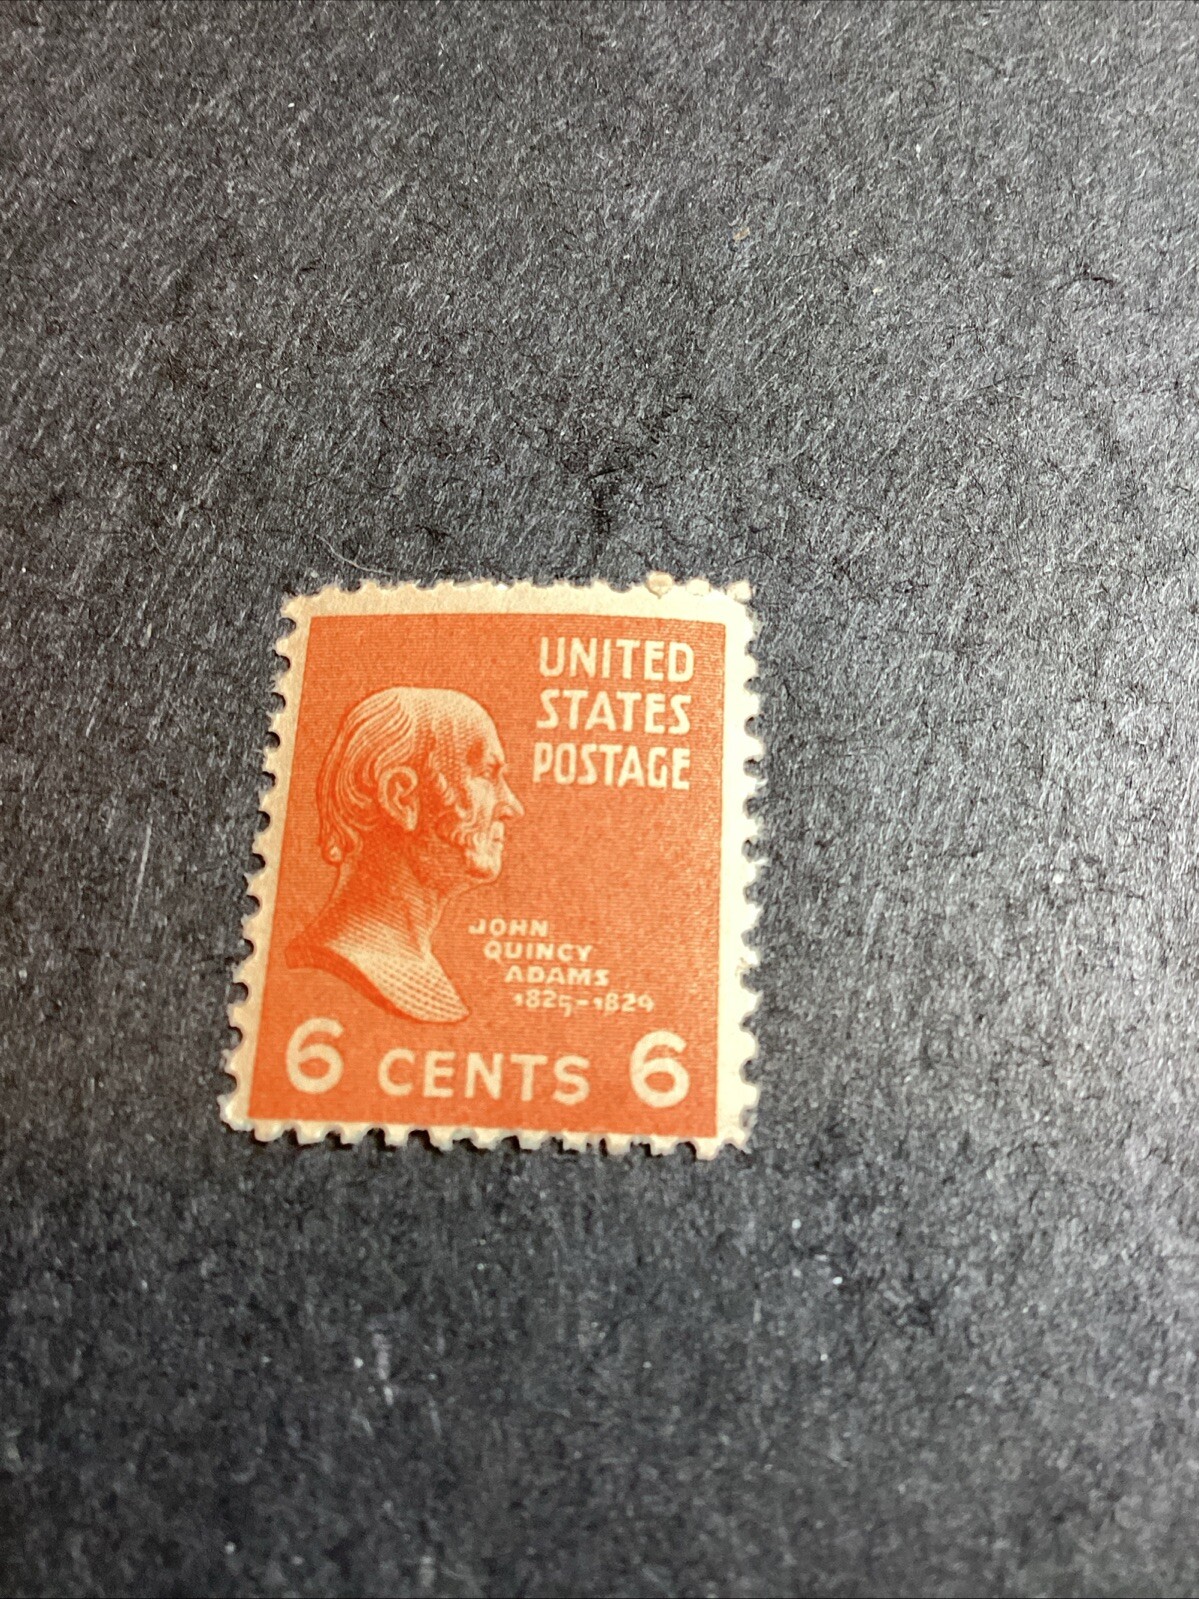 UNITED
STATES
POSTAGE
JOHN
QUINCY
ADAMS
1825-1829
6 CENTS 6